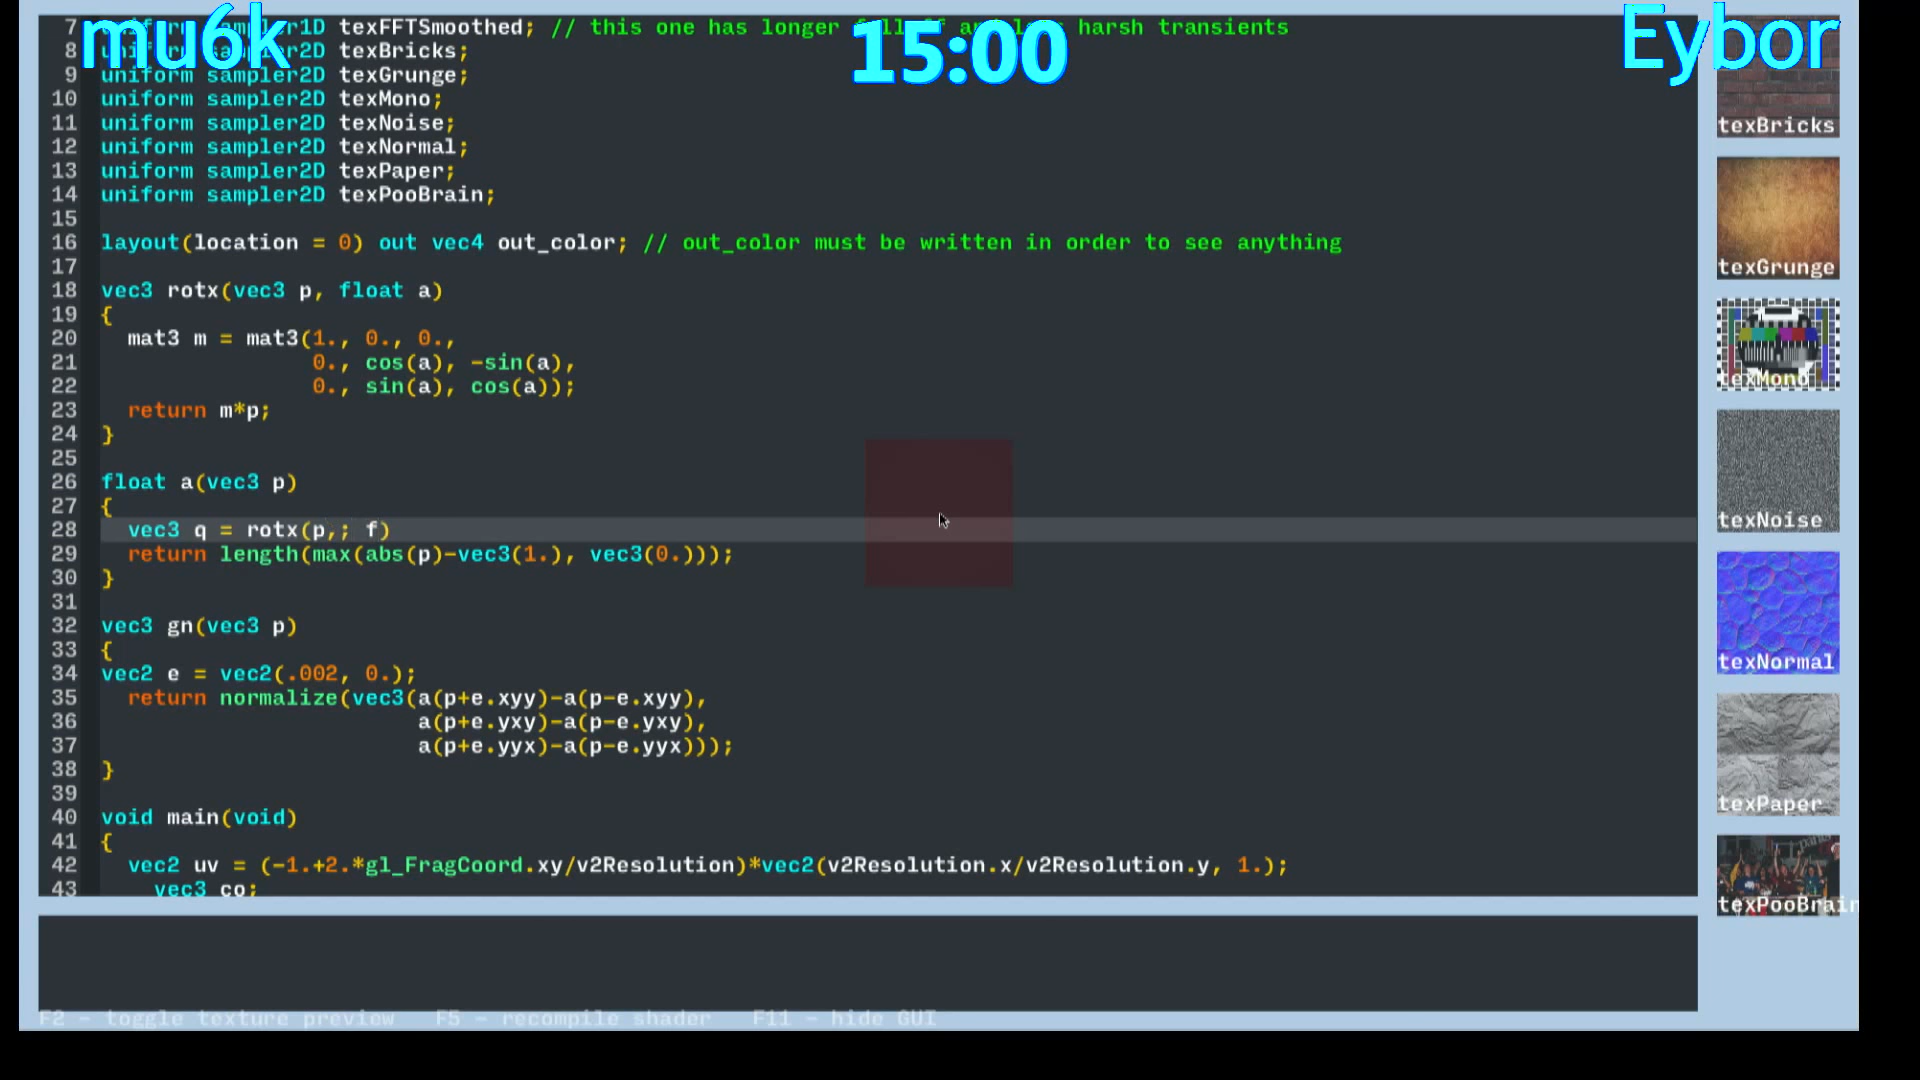 mu6k
15:00
Eybor
7 uniform sampler1D texFFTSmoothed; // this one has longer harsh transients
8 uniform sampler2D texBricks;
9 uniform sampler2D texGrunge;
10 uniform sampler2D texMono;
11 uniform sampler2D texNoise;
12 uniform sampler2D texNormal;
13 uniform sampler2D texPaper;
14 uniform sampler2D texPooBrain;
15
16 layout(location = 0) out vec4 out_color; // out_color must be written in order to see anything
17
18 vec3 rotx(vec3 p, float a)
19 {
20 mat3 m = mat3(1., 0., 0.,
21 0., cos(a), -sin(a),
22 0., sin(a), cos(a));
23 return m*p;
24 }
25
26 float a(vec3 p)
27 {
28 vec3 q = rotx(p,; f)
29 return length(max(abs(p)-vec3(1.), vec3(0.)));
30 }
31
32 vec3 gn(vec3 p)
33 {
34 vec2 e = vec2(.002, 0.);
35 return normalize(vec3(a(p+e.xyy)-a(p-e.xyy),
36 a(p+e.yxy)-a(p-e.yxy),
37 a(p+e.yyx)-a(p-e.yyx)));
38 }
39
40 void main(void)
41 {
42 vec2 uv = (-1.+2.*gl_FragCoord.xy/v2Resolution)*vec2(v2Resolution.x/v2Resolution.y, 1.);
43 vec3 co;
texBricks
texGrunge
texMono
texNoise
texNormal
texPaper
texPooBrain
F2 - toggle texture preview F5 - recompile shader F11 - hide GUI